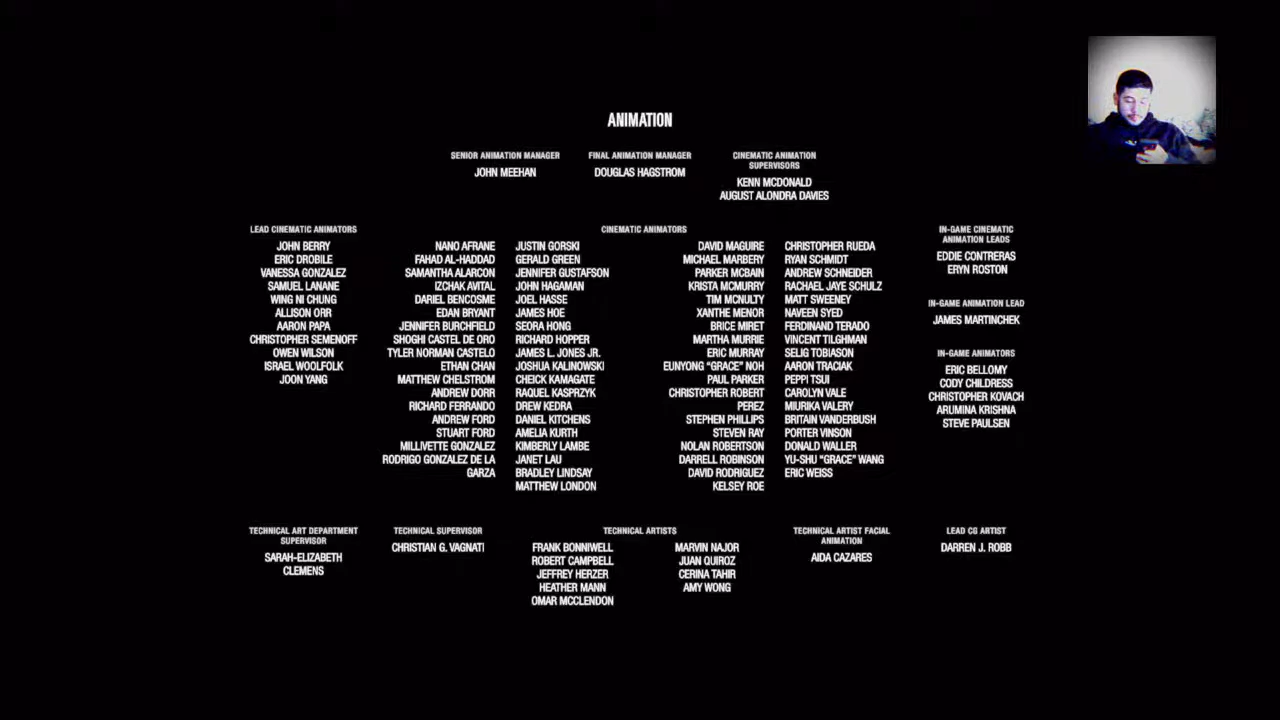 ANIMATION
SENIOR ANIMATION MANAGER
JOHN MEEHAN
FINAL ANIMATION MANAGER
DOUGLAS HAGSTROM
CINEMATIC ANIMATION
SUPERVISORS
KENN MCDONALD
AUGUST ALONDRA DAVIES
LEAD CINEMATIC ANIMATORS
JOHN BERRY
ERIC DROBILE
VANESSA GONZALEZ
SAMUEL LANANE
WING NI CHUNG
ALLISON ORR
AARON PAPA
CHRISTOPHER SEMENOFF
OWEN WILSON
ISRAEL WOOLFOLK
JOON YANG
CINEMATIC ANIMATORS
NANO AFRANE
FAHAD AL-HADDAD
SAMANTHA ALARCON
IZCHAK AVITAL
DARIEL BENCOSME
EDAN BRYANT
JENNIFER BURCHFIELD
SHOGHI CASTEL DE ORO
TYLER NORMAN CASTELO
ETHAN CHAN
MATTHEW CHELSTROM
ANDREW DORR
RICHARD FERRANDO
ANDREW FORD
STUART FORD
MILLIVETTE GONZALEZ
RODRIGO GONZALEZ DE LA
GARZA
JUSTIN GORSKI
GERALD GREEN
JENNIFER GUSTAFSON
JOHN HAGAMAN
JOEL HASSE
JAMES HOE
SEORA HONG
RICHARD HOPPER
JAMES L. JONES JR.
JOSHUA KALINOWSKI
CHEICK KAMAGATE
RAQUEL KASPRZYK
DREW KEDRA
DANIEL KITCHENS
AMELIA KURTH
KIMBERLY LAMBE
JANET LAU
BRADLEY LINDSAY
MATTHEW LONDON
DAVID MAGUIRE
MICHAEL MARBERY
PARKER MCBAIN
KRISTA MCMURRY
TIM MCNULTY
XANTHE MENOR
BRICE MIRET
MARTHA MURRIE
ERIC MURRAY
EUNYONG "GRACE" NOH
PAUL PARKER
CHRISTOPHER ROBERT
PEREZ
STEPHEN PHILLIPS
STEVEN RAY
NOLAN ROBERTSON
DARRELL ROBINSON
DAVID RODRIGUEZ
KELSEY ROE
CHRISTOPHER RUEDA
RYAN SCHMIDT
ANDREW SCHNEIDER
RACHAEL JAYE SCHULZ
MATT SWEENEY
NAVEEN SYED
FERDINAND TERADO
VINCENT TILGHMAN
SELIG TOBIASON
AARON TRACIAK
PEPPI TSUI
CAROLYN VALE
MIURIKA VALERY
BRITAIN VANDERBUSH
PORTER VINSON
DONALD WALLER
YU-SHU "GRACE" WANG
ERIC WEISS
IN-GAME CINEMATIC
ANIMATION LEADS
EDDIE CONTRERAS
ERYN ROSTON
IN-GAME ANIMATION LEAD
JAMES MARTINCHEK
IN-GAME ANIMATORS
ERIC BELLOMY
CODY CHILDRESS
CHRISTOPHER KOVACH
ARUMINA KRISHNA
STEVE PAULSEN
TECHNICAL ART DEPARTMENT
SUPERVISOR
SARAH-ELIZABETH
CLEMENS
TECHNICAL SUPERVISOR
CHRISTIAN G. VAGNATI
TECHNICAL ARTISTS
FRANK BONNIWELL
ROBERT CAMPBELL
JEFFREY HERZER
HEATHER MANN
OMAR MCCLENDON
MARVIN NAJOR
JUAN QUIROZ
CERINA TAHIR
AMY WONG
TECHNICAL ARTIST FACIAL
ANIMATION
AIDA CAZARES
LEAD CG ARTIST
DARREN J. ROBB